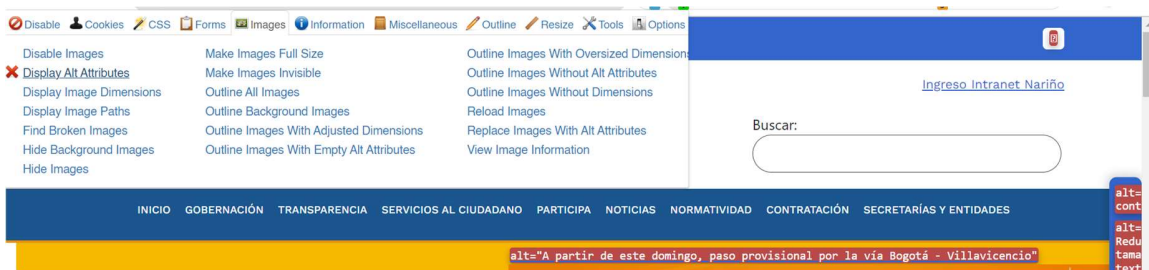 Disable Cookies CSS Forms Images Information Miscellaneous Outline Resize Tools Options
Disable Images
Display Alt Attributes
Display Image Dimensions
Display Image Paths
Find Broken Images
Hide Background Images
Hide Images
Make Images Full Size
Make Images Invisible
Outline All Images
Outline Background Images
Outline Images With Adjusted Dimensions
Outline Images With Empty Alt Attributes
Outline Images With Oversized Dimensions
Outline Images Without Alt Attributes
Outline Images Without Dimensions
Reload Images
Replace Images With Alt Attributes
View Image Information
Ingreso Intranet Nariño
Buscar:
INICIO GOBERNACIÓN TRANSPARENCIA SERVICIOS AL CIUDADANO PARTICIPA NOTICIAS NORMATIVIDAD CONTRATACIÓN SECRETARÍAS Y ENTIDADES
alt=
cont
alt=
Redu
tama
text
alt="A partir de este domingo, paso provisional por la vía Bogotá - Villavicencio"